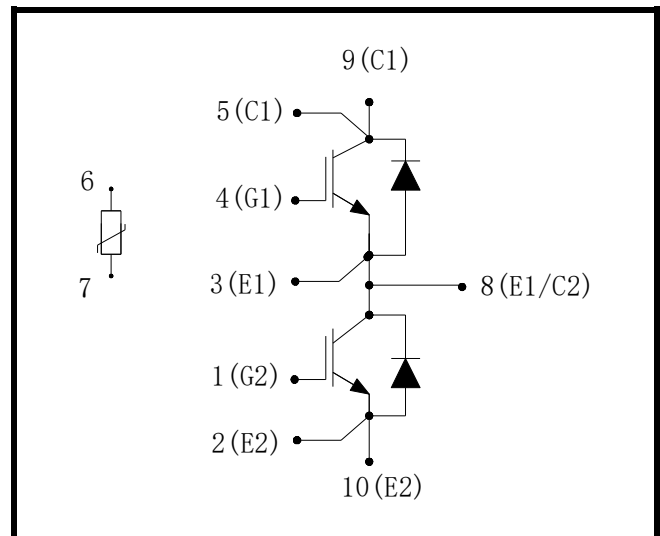 9(C1)
5(C1)
6
4(G1)
7
3(E1)
8(E1/C2)
1(G2)
2(E2)
10(E2)